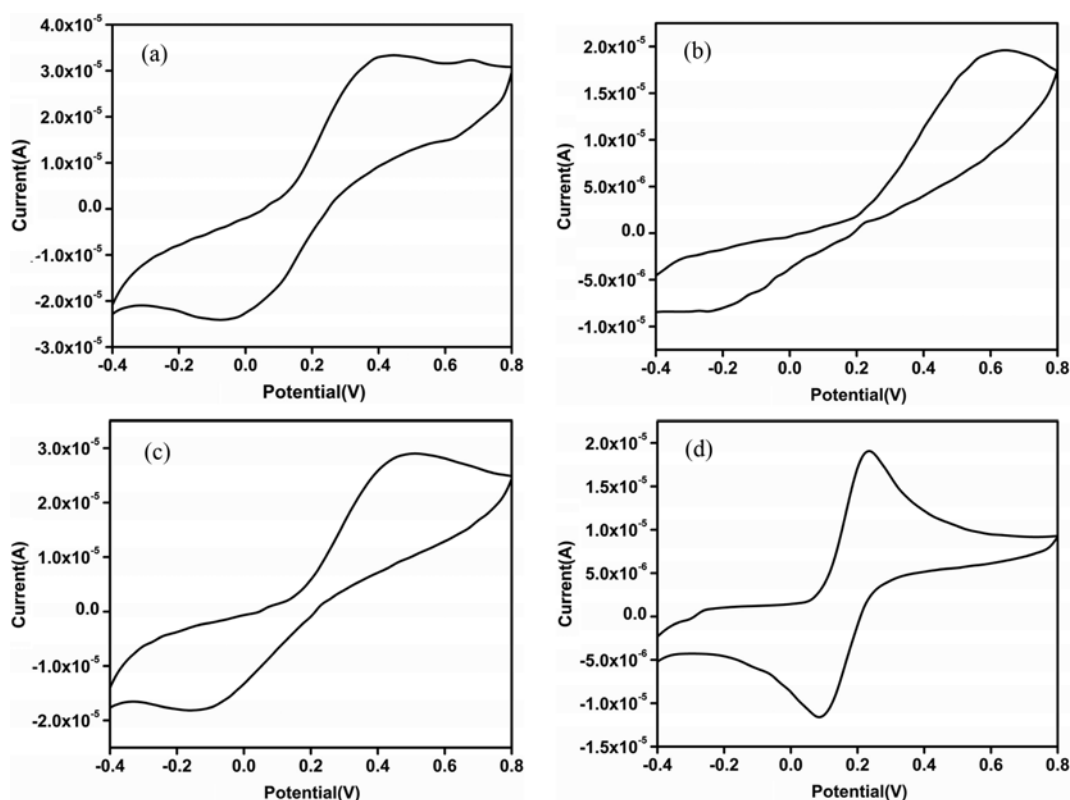 (a)
Current(A)
4.0x10⁻⁵
3.0x10⁻⁵
2.0x10⁻⁵
1.0x10⁻⁵
0.0
-1.0x10⁻⁵
-2.0x10⁻⁵
-3.0x10⁻⁵
-0.4 -0.2 0.0 0.2 0.4 0.6 0.8
Potential(V)
(b)
Current(A)
2.0x10⁻⁵
1.5x10⁻⁵
1.0x10⁻⁵
5.0x10⁻⁶
0.0
-5.0x10⁻⁶
-1.0x10⁻⁵
-0.4 -0.2 0.0 0.2 0.4 0.6 0.8
Potential(V)
(c)
Current(A)
3.0x10⁻⁵
2.0x10⁻⁵
1.0x10⁻⁵
0.0
-1.0x10⁻⁵
-2.0x10⁻⁵
-0.4 -0.2 0.0 0.2 0.4 0.6 0.8
Potential(V)
(d)
Current(A)
2.0x10⁻⁵
1.5x10⁻⁵
1.0x10⁻⁵
5.0x10⁻⁶
0.0
-5.0x10⁻⁶
-1.0x10⁻⁵
-1.5x10⁻⁵
-0.4 -0.2 0.0 0.2 0.4 0.6 0.8
Potential(V)